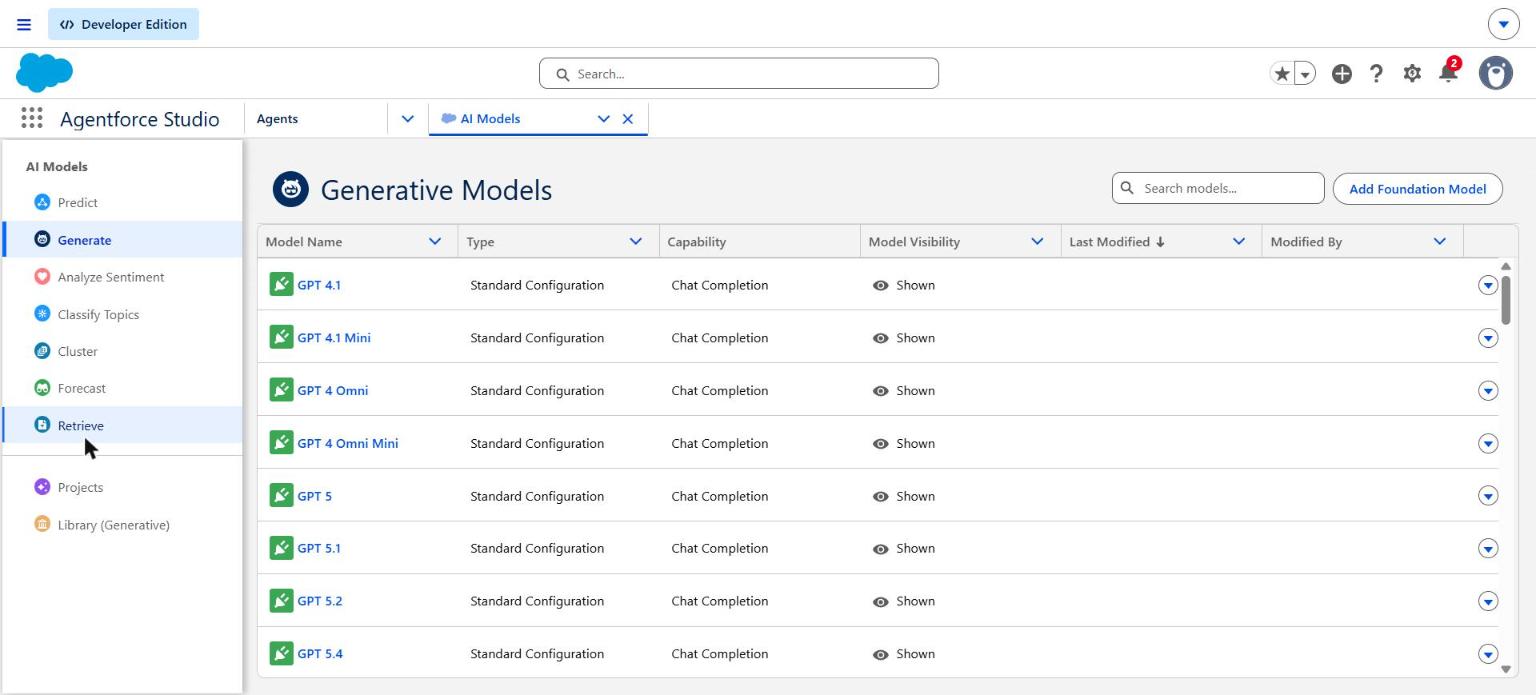 Developer Edition
Search...
2
Agentforce Studio
Agents
AI Models
AI Models
Predict
Generate
Analyze Sentiment
Classify Topics
Cluster
Forecast
Retrieve
Projects
Library (Generative)
Generative Models
Search models...
Add Foundation Model
Model Name Type Capability Model Visibility Last Modified Modified By
GPT 4.1 Standard Configuration Chat Completion Shown
GPT 4.1 Mini Standard Configuration Chat Completion Shown
GPT 4 Omni Standard Configuration Chat Completion Shown
GPT 4 Omni Mini Standard Configuration Chat Completion Shown
GPT 5 Standard Configuration Chat Completion Shown
GPT 5.1 Standard Configuration Chat Completion Shown
GPT 5.2 Standard Configuration Chat Completion Shown
GPT 5.4 Standard Configuration Chat Completion Shown